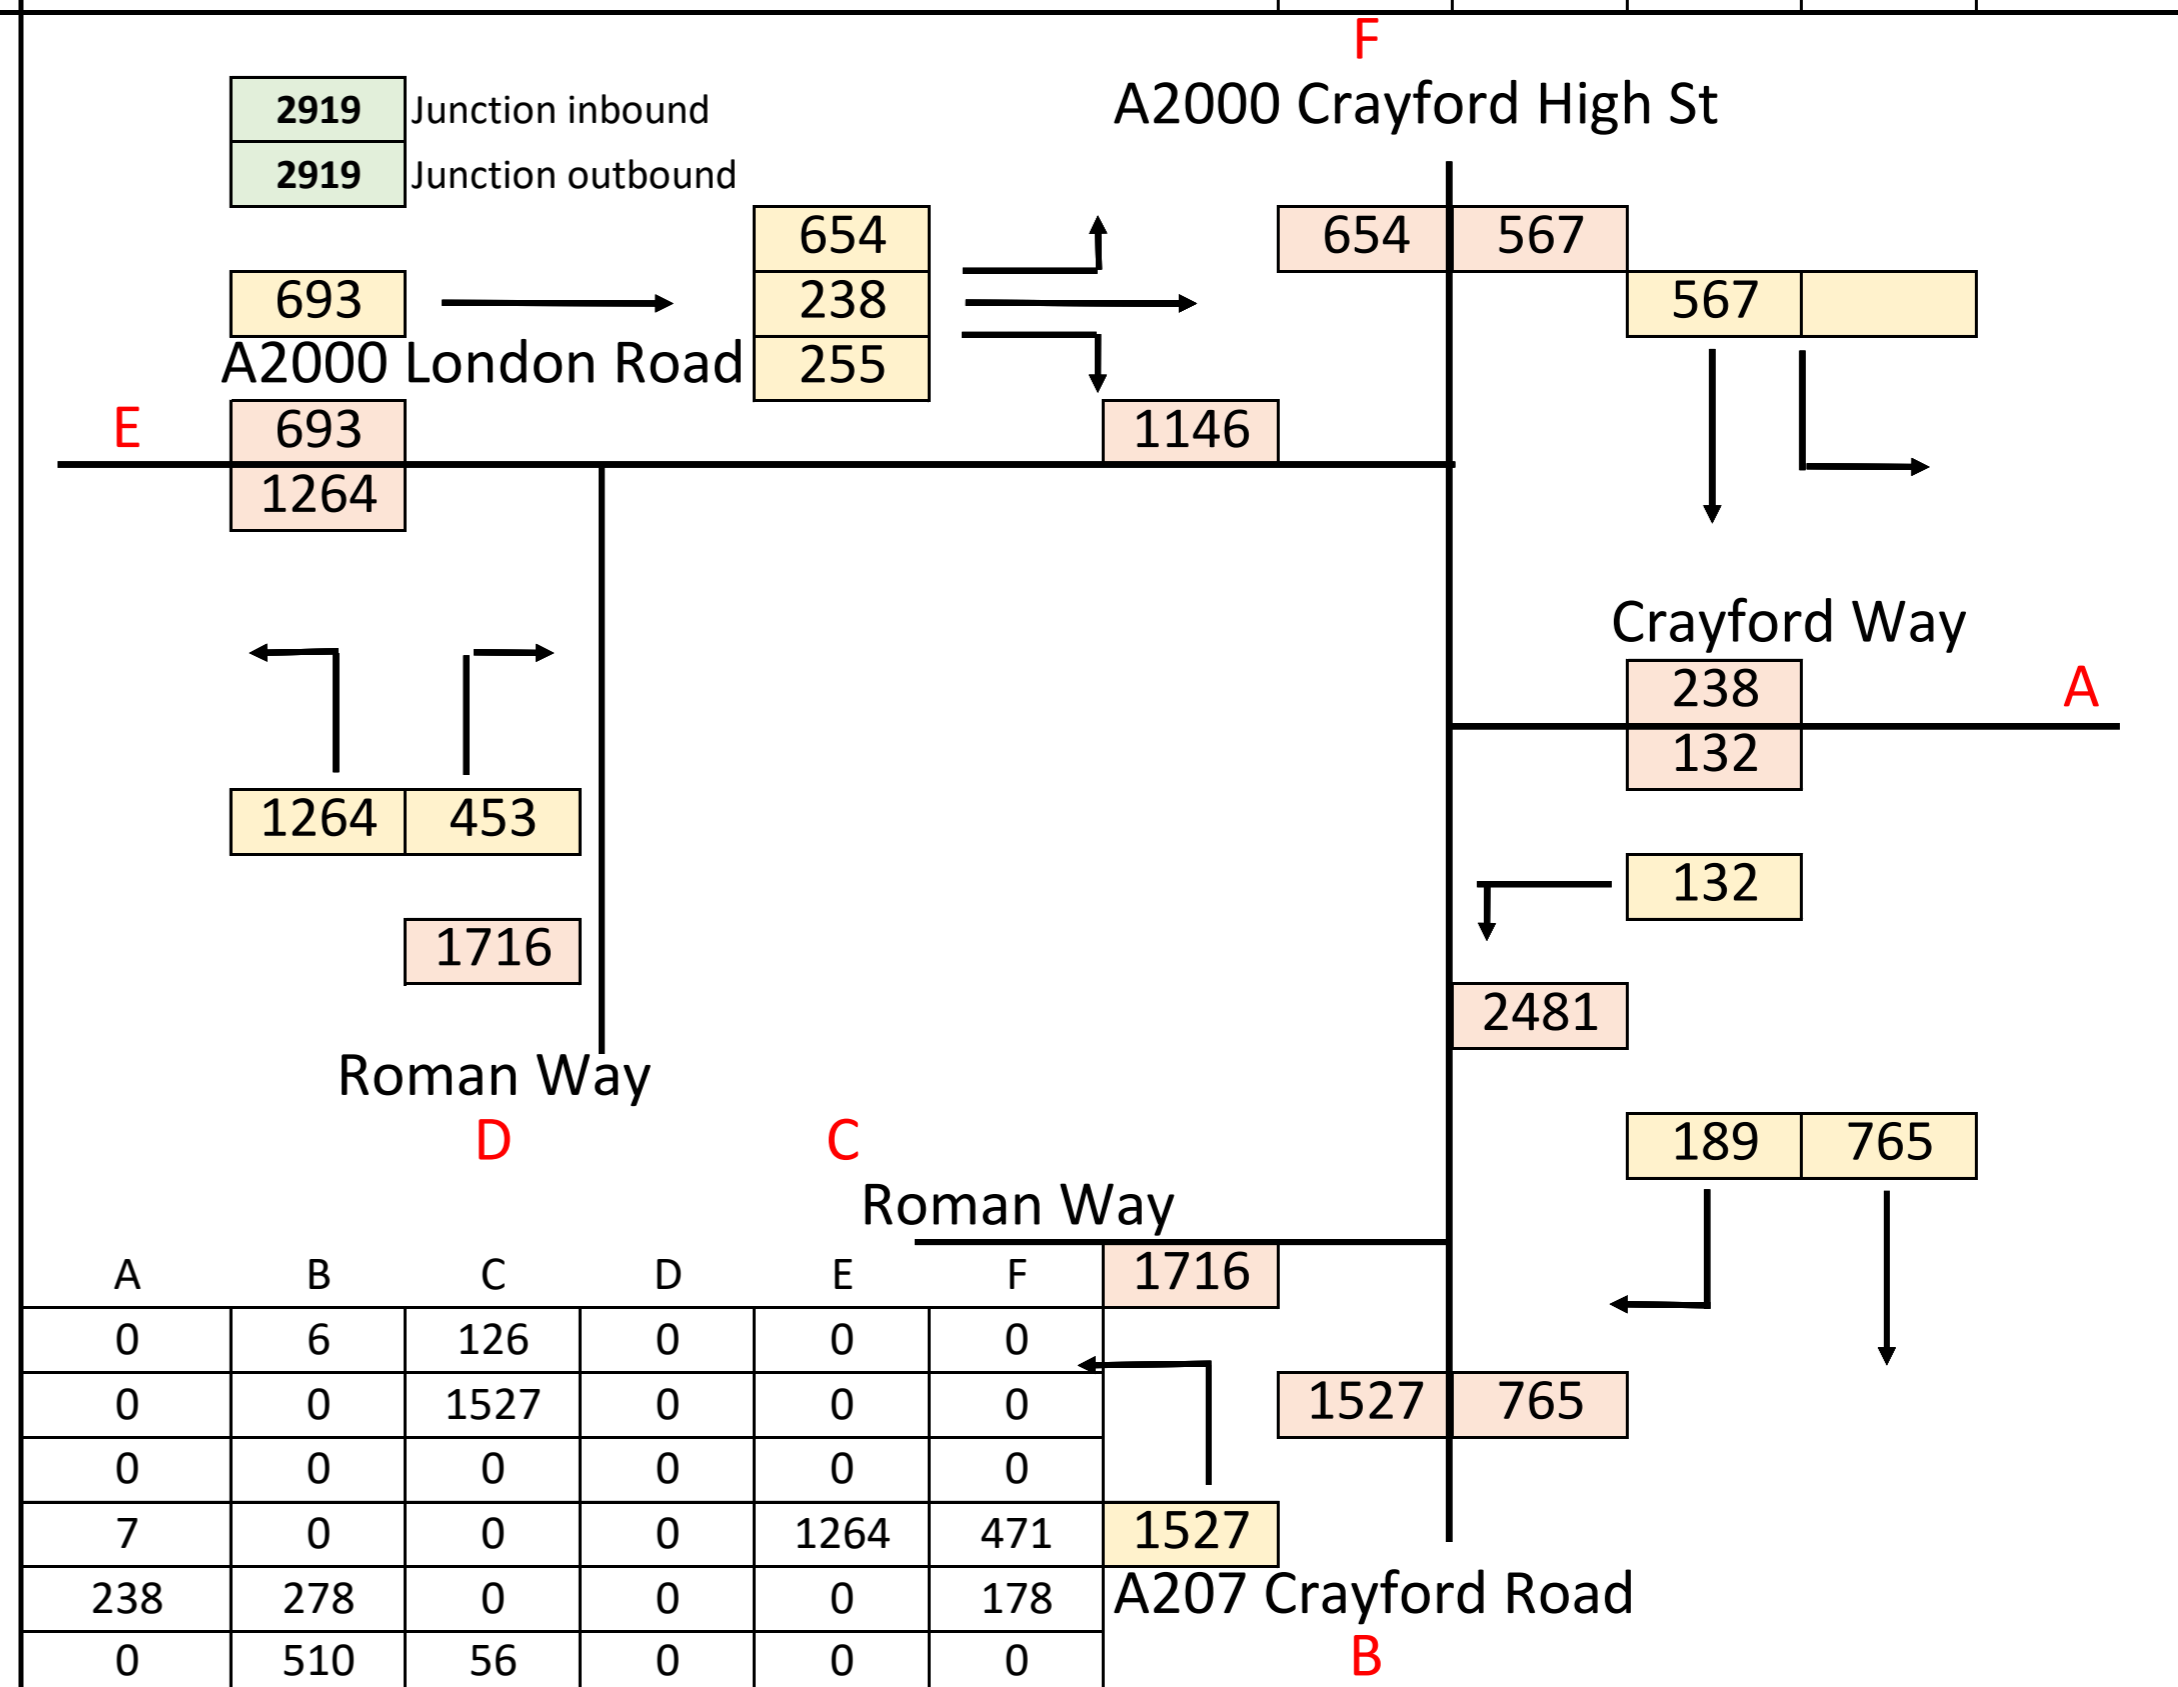 F
A2000 Crayford High St
2919 Junction inbound
2919 Junction outbound
654
654 567
693
238
567
A2000 London Road
255
E
693
1146
1264
Crayford Way
238
A
132
1264 453
132
1716
2481
Roman Way
D
C
189 765
Roman Way
A B C D E F
1716
0 6 126 0 0 0
0 0 1527 0 0 0
1527 765
0 0 0 0 0 0
7 0 0 0 1264 471
1527
238 278 0 0 0 178
A207 Crayford Road
0 510 56 0 0 0
B